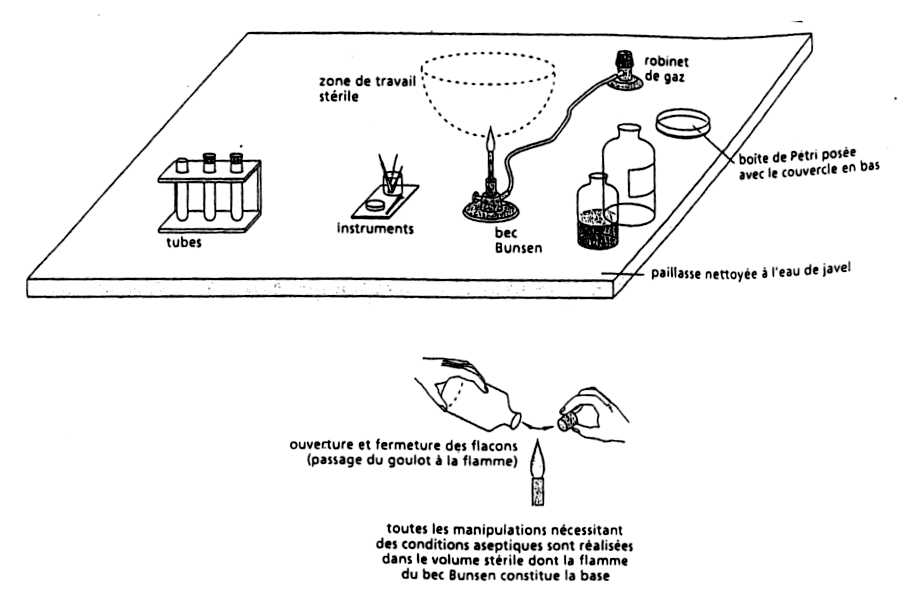 zone de travail
stérile
robinet
de gaz
boîte de Pétri posée
avec le couvercle en bas
tubes
instruments
bec
Bunsen
paillasse nettoyée à l'eau de javel
ouverture et fermeture des flacons
(passage du goulot à la flamme)
toutes les manipulations nécessitant
des conditions aseptiques sont réalisées
dans le volume stérile dont la flamme
du bec Bunsen constitue la base